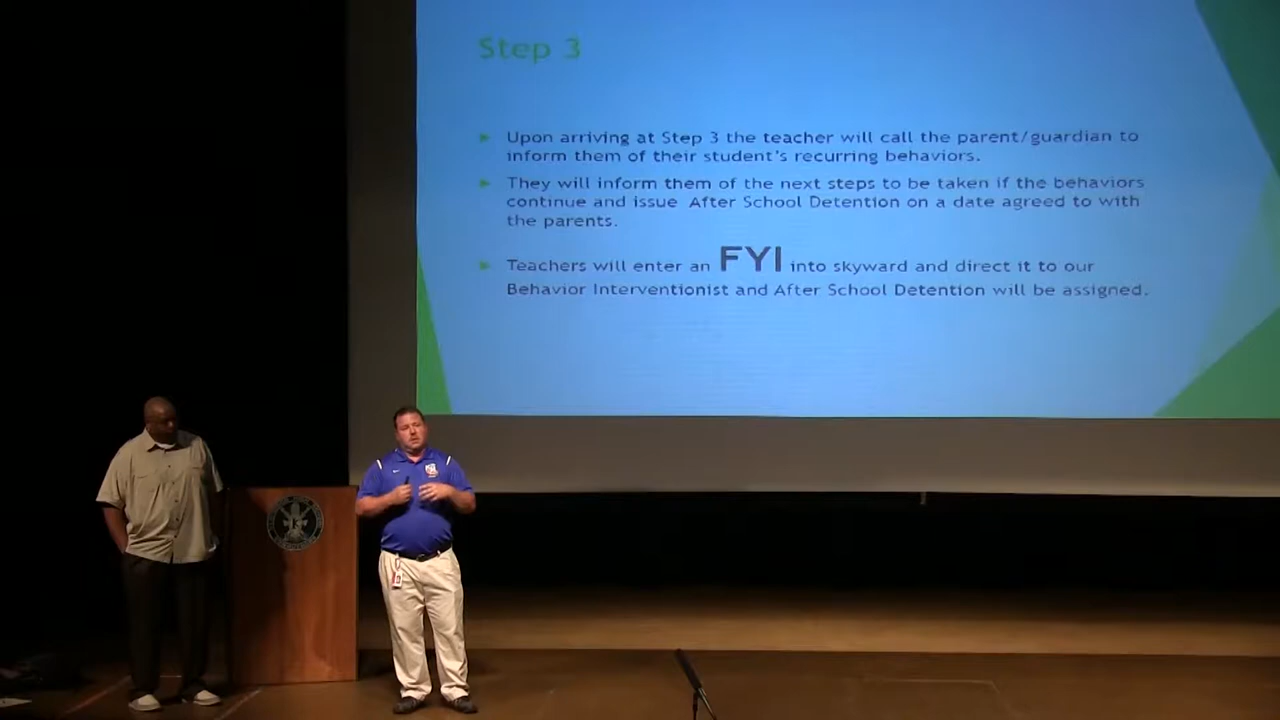 Step 3
Upon arriving at Step 3 the teacher will call the parent/guardian to
inform them of their student's recurring behaviors.
They will inform them of the next steps to be taken if the behaviors
continue and issue After School Detention on a date agreed to with
the parents.
Teachers will enter an FYI into skyward and direct it to our
Behavior Interventionist and After School Detention will be assigned.